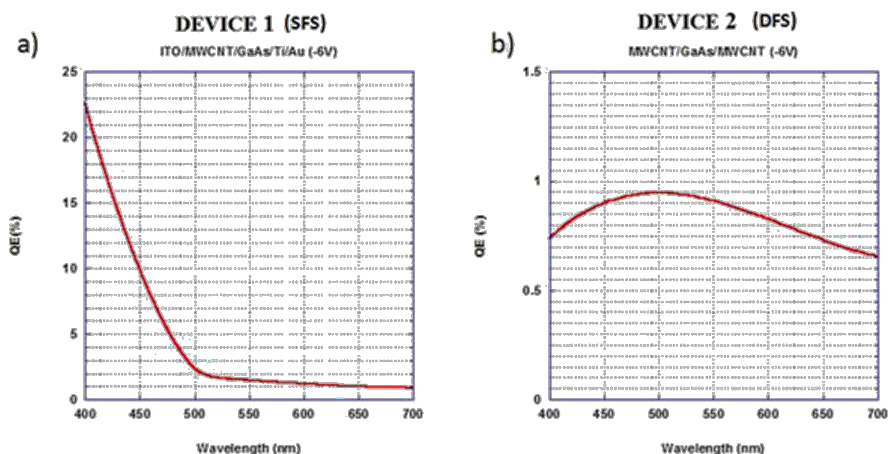 DEVICE 1 (SFS)
a)
ITO/MWCNT/GaAs/Ti/Au (-6V)
25
20
15
10
5
0
QE(%)
400 450 500 550 600 650 700
Wavelength (nm)
DEVICE 2 (DFS)
b)
MWCNT/GaAs/MWCNT (-6V)
1.5
1
0.5
0
QE (%)
400 450 500 550 600 650 700
Wavelength (nm)